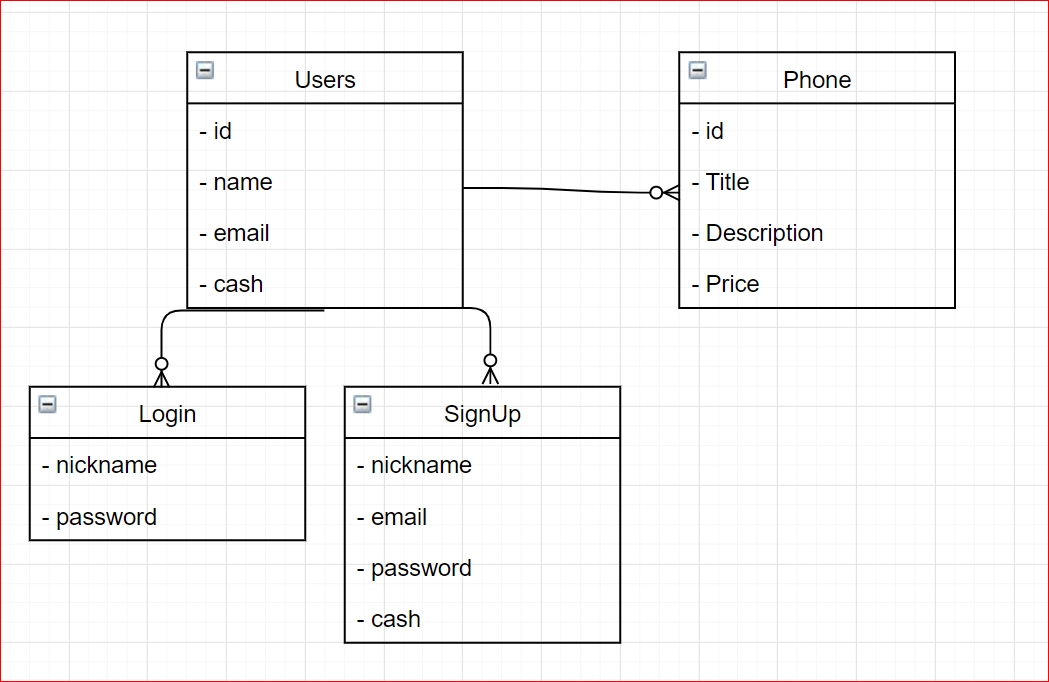 Users
- id
- name
- email
- cash
Phone
- id
- Title
- Description
- Price
Login
- nickname
- password
SignUp
- nickname
- email
- password
- cash